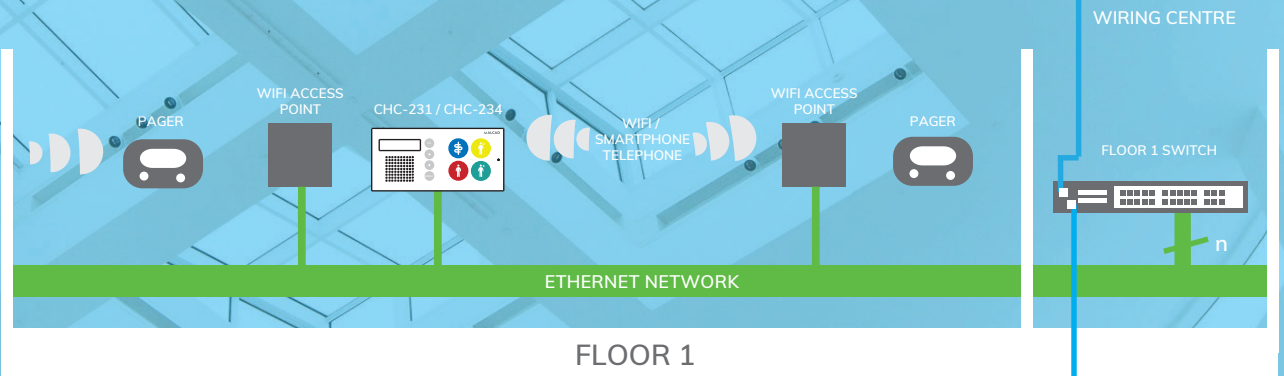 WIRING CENTRE
WIFI ACCESS
POINT
CHC-231 / CHC-234
PAGER
WIFI /
SMARTPHONE
TELEPHONE
WIFI ACCESS
POINT
PAGER
FLOOR 1 SWITCH
n
ETHERNET NETWORK
FLOOR 1